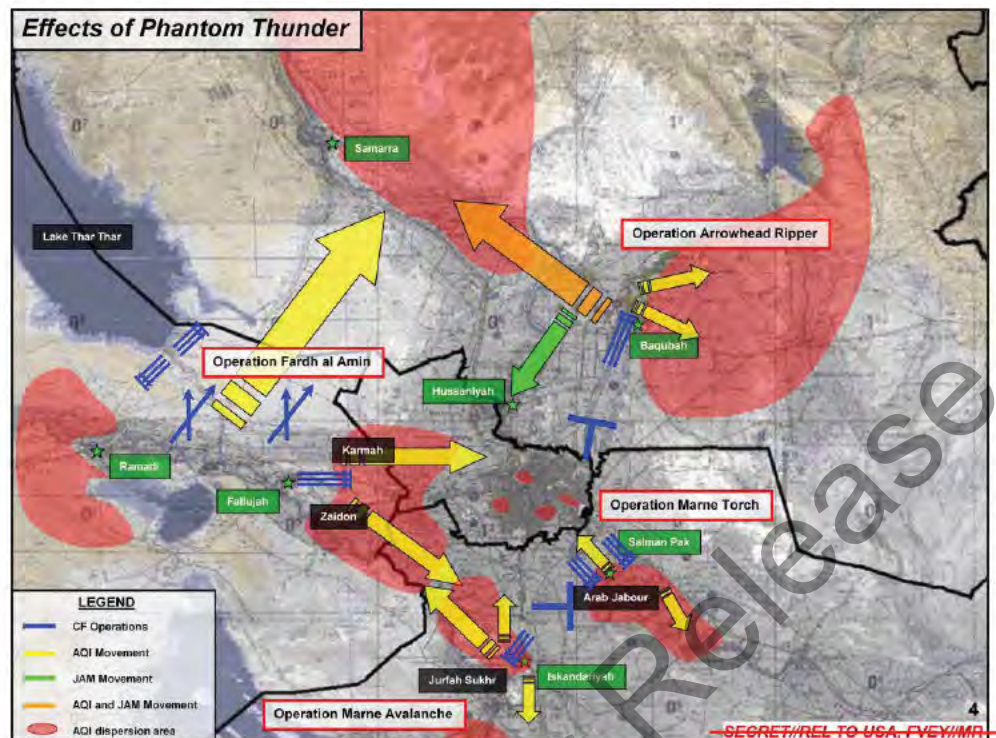 Effects of Phantom Thunder
Samarra
Lake Thar Thar
Operation Arrowhead Ripper
Operation Fardh al Amin
Baqubah
Hussaniyah
Karmah
Ramadi
Fallujah
Zaidon
Operation Marne Torch
Salman Pak
Arab Jabour
Jurfah Sukhr
Iskandariyah
Operation Marne Avalanche
LEGEND
CF Operations
AQI Movement
JAM Movement
AQI and JAM Movement
AQI dispersion area
4
SECRET//REL TO USA, FVEY//MR
Release